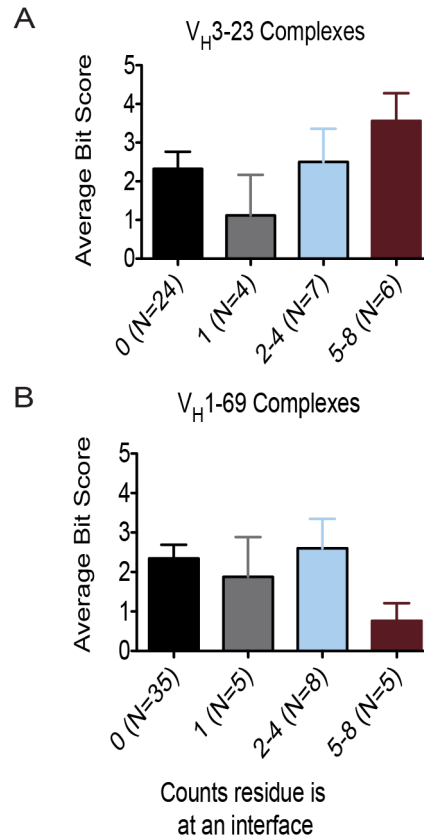 A
V_H3-23 Complexes
Average Bit Score
5
4
3
2
1
0
0 (N=24)
1 (N=4)
2-4 (N=7)
5-8 (N=6)
B
V_H1-69 Complexes
Average Bit Score
5
4
3
2
1
0
0 (N=35)
1 (N=5)
2-4 (N=8)
5-8 (N=5)
Counts residue is
at an interface